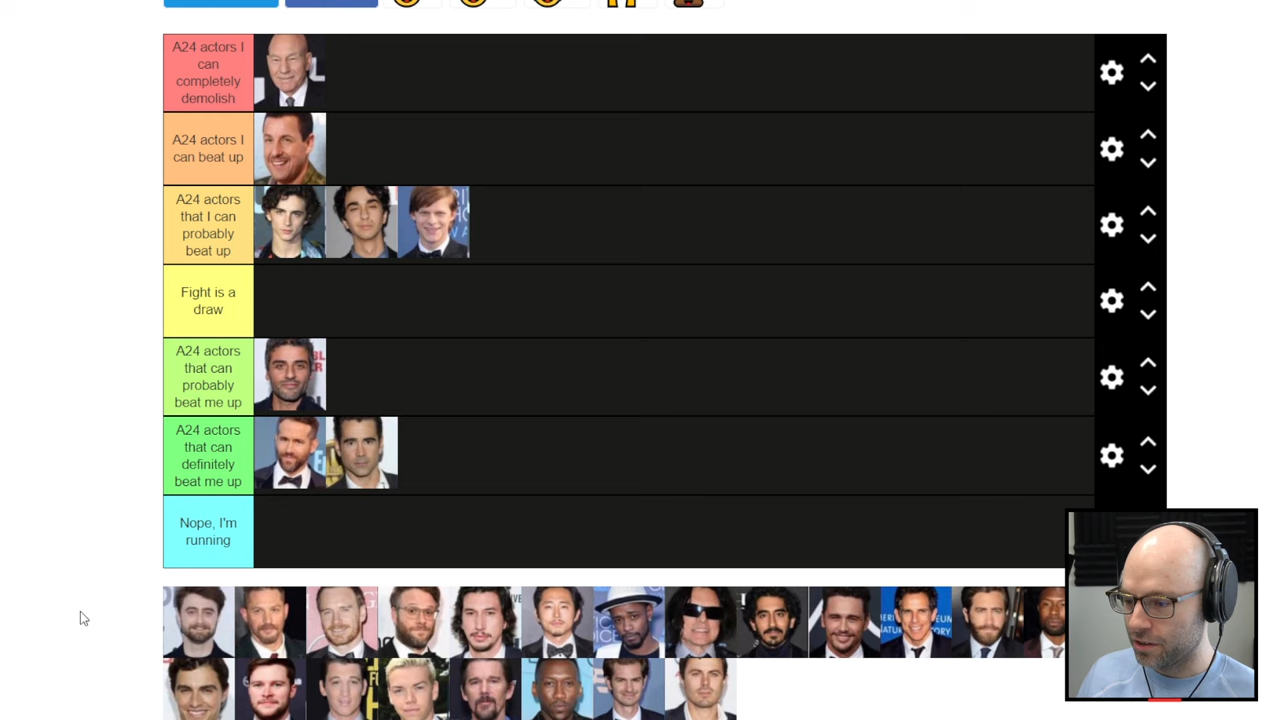 A24 actors I
can
completely
demolish
A24 actors I
can beat up
A24 actors
that I can
probably
beat up
Fight is a
draw
A24 actors
that can
probably
beat me up
A24 actors
that can
definitely
beat me up
Nope, I'm
running